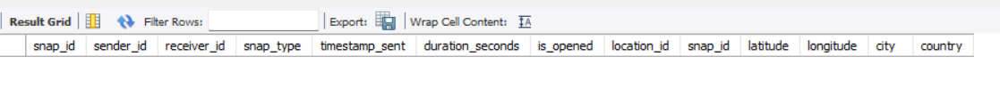 Result Grid Filter Rows: Export: Wrap Cell Content: IA
snap_id sender_id receiver_id snap_type timestamp_sent duration_seconds is_opened location_id snap_id latitude longitude city country